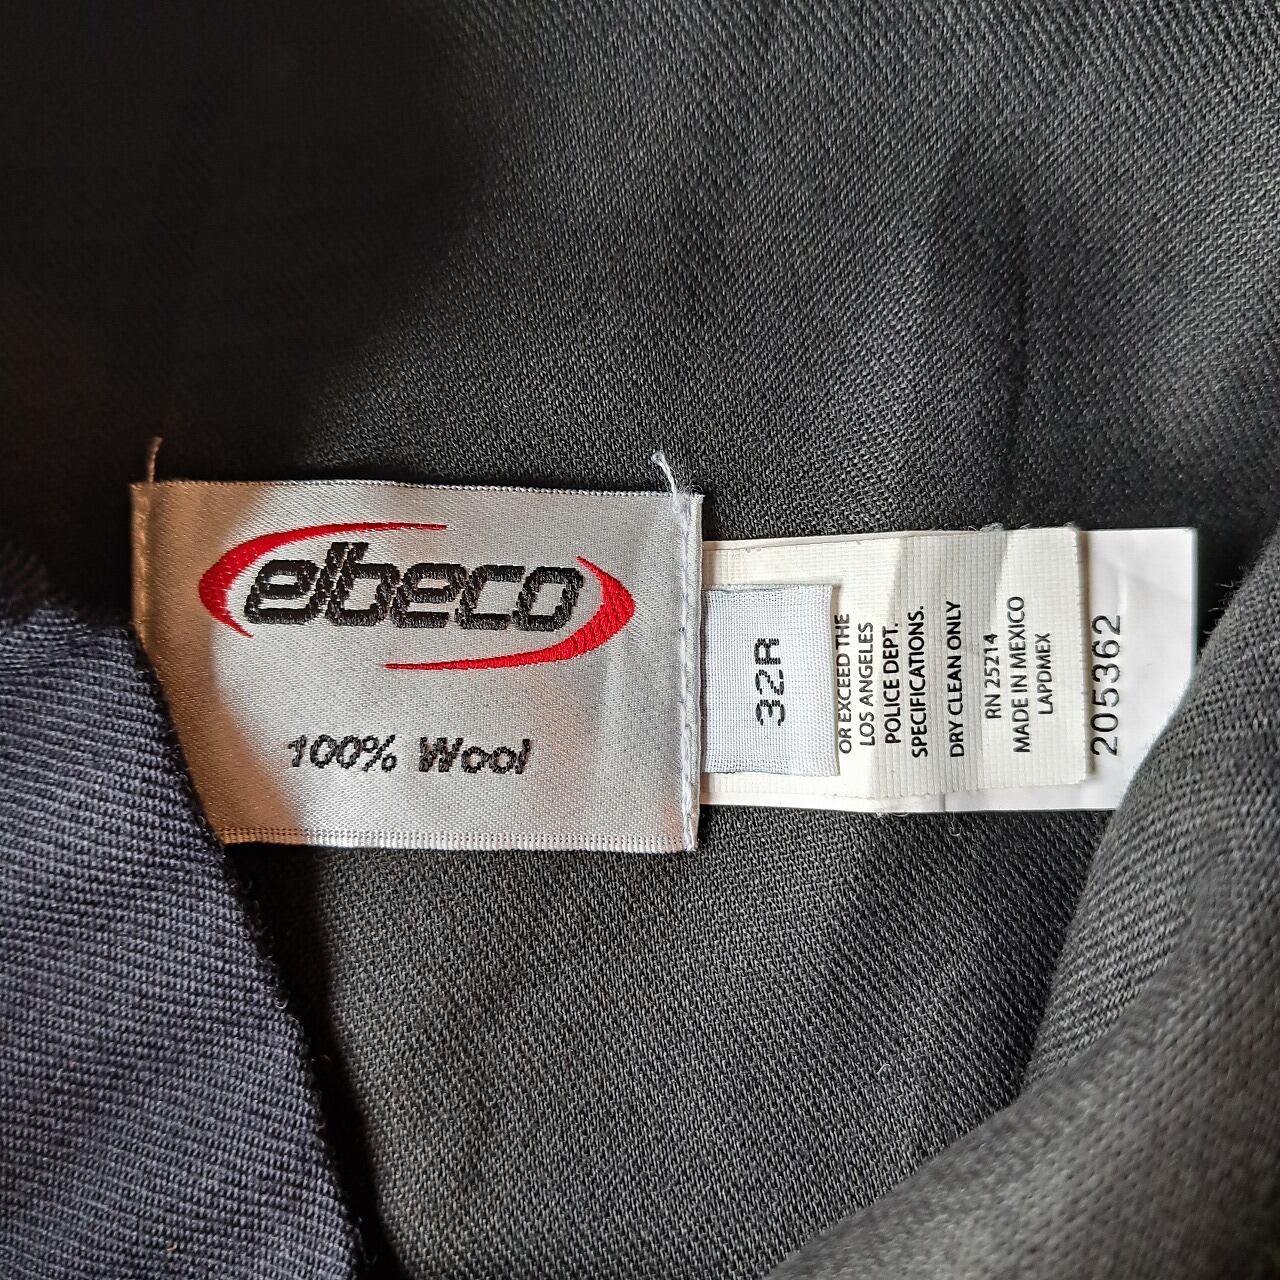 elbeco
100% Wool
32R
OR EXCEED THE
LOS ANGELES
POLICE DEPT.
SPECIFICATIONS.
DRY CLEAN ONLY
RN 25214
MADE IN MEXICO
LAPDMEX
205362